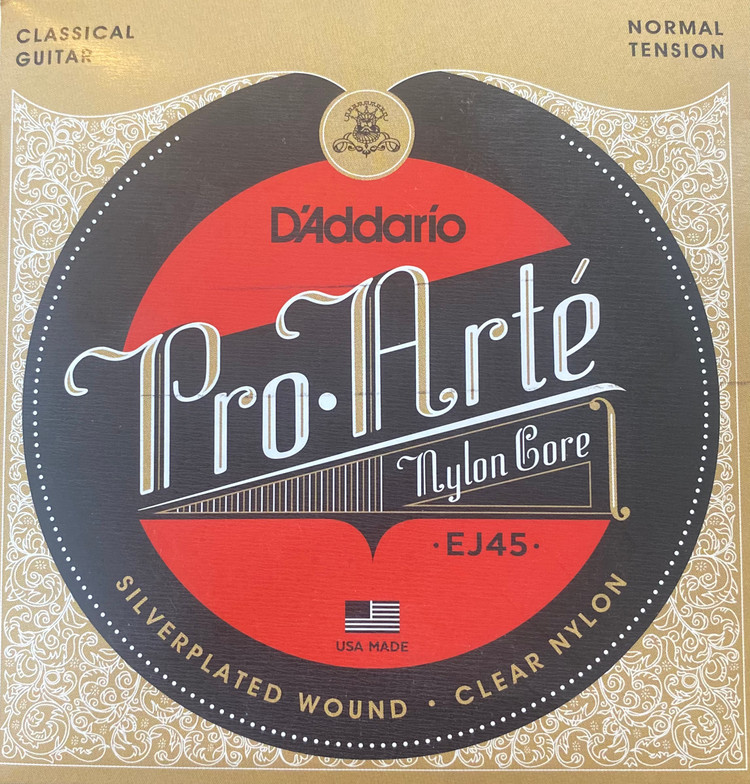 CLASSICAL
GUITAR
NORMAL
TENSION
D'Addario
Pro·Arté
Nylon Core
·EJ45·
USA MADE
SILVERPLATED WOUND · CLEAR NYLON